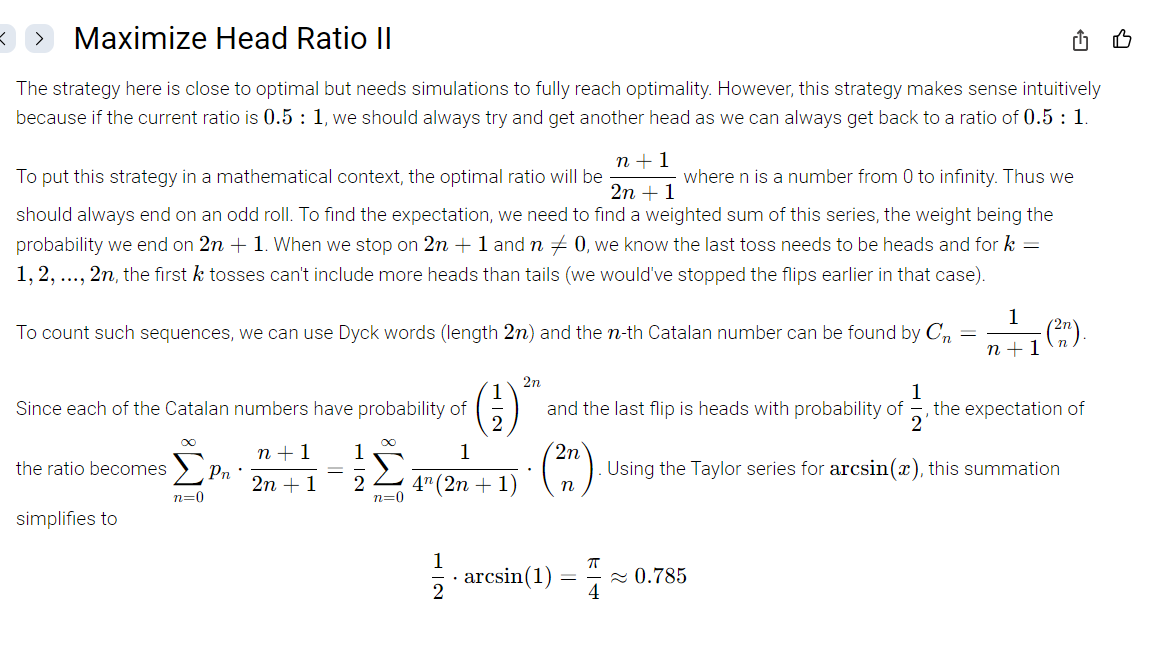 Maximize Head Ratio II
The strategy here is close to optimal but needs simulations to fully reach optimality. However, this strategy makes sense intuitively
because if the current ratio is 0.5 : 1, we should always try and get another head as we can always get back to a ratio of 0.5 : 1.
To put this strategy in a mathematical context, the optimal ratio will be \frac{n+1}{2n+1} where n is a number from 0 to infinity. Thus we
should always end on an odd roll. To find the expectation, we need to find a weighted sum of this series, the weight being the
probability we end on 2n + 1. When we stop on 2n + 1 and n ≠ 0, we know the last toss needs to be heads and for k =
1, 2, ..., 2n, the first k tosses can't include more heads than tails (we would've stopped the flips earlier in that case).
To count such sequences, we can use Dyck words (length 2n) and the n-th Catalan number can be found by C_n = \frac{1}{n+1}\binom{2n}{n}.
Since each of the Catalan numbers have probability of \left(\frac{1}{2}\right)^{2n} and the last flip is heads with probability of \frac{1}{2}, the expectation of
the ratio becomes \sum_{n=0}^{\infty} p_n · \frac{n+1}{2n+1} = \frac{1}{2}\sum_{n=0}^{\infty} \frac{1}{4^n(2n+1)} · \binom{2n}{n}. Using the Taylor series for arcsin(x), this summation
simplifies to
\frac{1}{2} · arcsin(1) = \frac{π}{4} ≈ 0.785